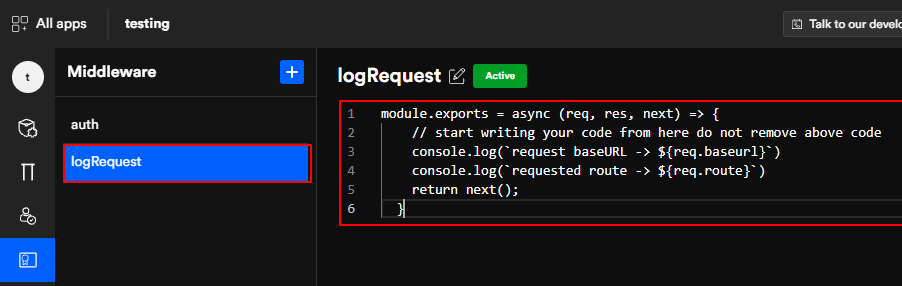 All apps
testing
Talk to our develo
t
Middleware
+
auth
logRequest
logRequest
Active
1 module.exports = async (req, res, next) => {
2 // start writing your code from here do not remove above code
3 console.log(`request baseURL -> ${req.baseurl}`)
4 console.log(`requested route -> ${req.route}`)
5 return next();
6 }